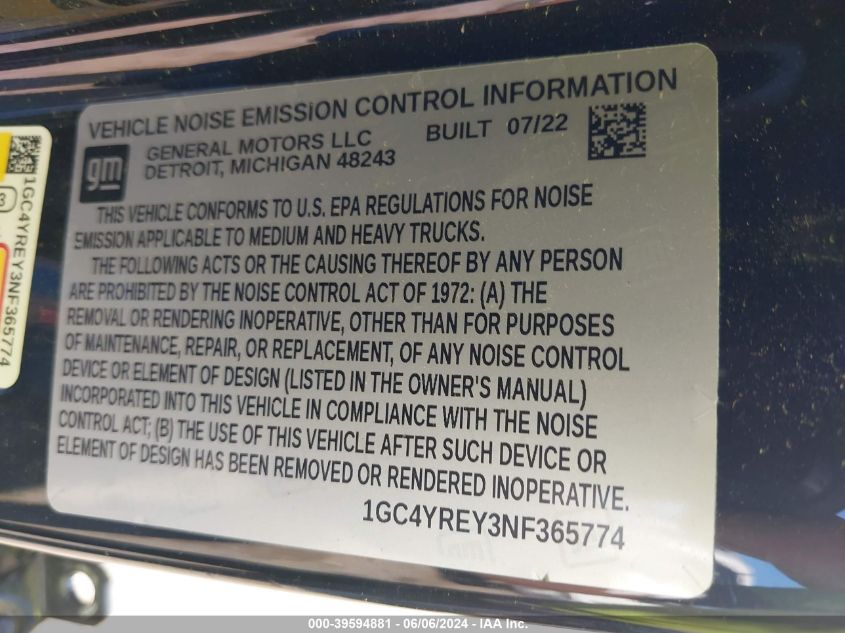 VEHICLE NOISE EMISSION CONTROL INFORMATION
gm
GENERAL MOTORS LLC BUILT 07/22
DETROIT, MICHIGAN 48243
THIS VEHICLE CONFORMS TO U.S. EPA REGULATIONS FOR NOISE
EMISSION APPLICABLE TO MEDIUM AND HEAVY TRUCKS.
THE FOLLOWING ACTS OR THE CAUSING THEREOF BY ANY PERSON
ARE PROHIBITED BY THE NOISE CONTROL ACT OF 1972: (A) THE
REMOVAL OR RENDERING INOPERATIVE, OTHER THAN FOR PURPOSES
OF MAINTENANCE, REPAIR, OR REPLACEMENT, OF ANY NOISE CONTROL
DEVICE OR ELEMENT OF DESIGN (LISTED IN THE OWNER'S MANUAL)
INCORPORATED INTO THIS VEHICLE IN COMPLIANCE WITH THE NOISE
CONTROL ACT; (B) THE USE OF THIS VEHICLE AFTER SUCH DEVICE OR
ELEMENT OF DESIGN HAS BEEN REMOVED OR RENDERED INOPERATIVE.
1GC4YREY3NF365774
1GC4YREY3NF365774
3
000-39594881 - 06/06/2024 - IAA Inc.